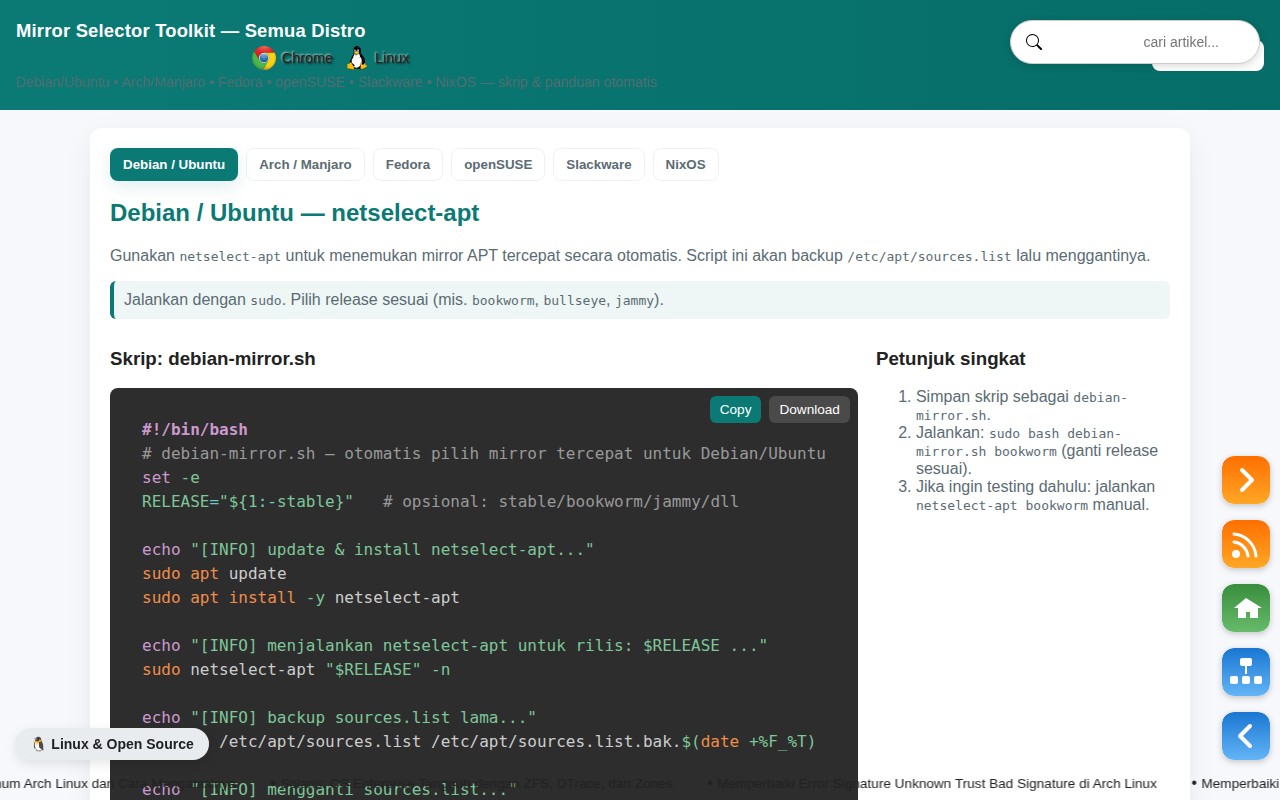 Mirror Selector Toolkit — Semua Distro
Chrome Linux
Debian/Ubuntu • Arch/Manjaro • Fedora • openSUSE • Slackware • NixOS — skrip & panduan otomatis
cari artikel...
Debian / Ubuntu
Arch / Manjaro
Fedora
openSUSE
Slackware
NixOS
Debian / Ubuntu — netselect-apt
Gunakan netselect-apt untuk menemukan mirror APT tercepat secara otomatis. Script ini akan backup /etc/apt/sources.list lalu menggantinya.
Jalankan dengan sudo. Pilih release sesuai (mis. bookworm, bullseye, jammy).
Skrip: debian-mirror.sh
Copy
Download
#!/bin/bash
# debian-mirror.sh — otomatis pilih mirror tercepat untuk Debian/Ubuntu
set -e
RELEASE="${1:-stable}"   # opsional: stable/bookworm/jammy/dll
echo "[INFO] update & install netselect-apt..."
sudo apt update
sudo apt install -y netselect-apt
echo "[INFO] menjalankan netselect-apt untuk rilis: $RELEASE ..."
sudo netselect-apt "$RELEASE" -n
echo "[INFO] backup sources.list lama..."
/etc/apt/sources.list /etc/apt/sources.list.bak.$(date +%F_%T)
echo "[INFO] mengganti sources.list..."
Petunjuk singkat
1. Simpan skrip sebagai debian-
mirror.sh.
2. Jalankan: sudo bash debian-
mirror.sh bookworm (ganti release
sesuai).
3. Jika ingin testing dahulu: jalankan
netselect-apt bookworm manual.
🐧 Linux & Open Source
num Arch Linux dan Cara • ZFS, DTrace, dan Zones • Memperbaiki Error Signature Unknown Trust Bad Signature di Arch Linux • Memperbaiki